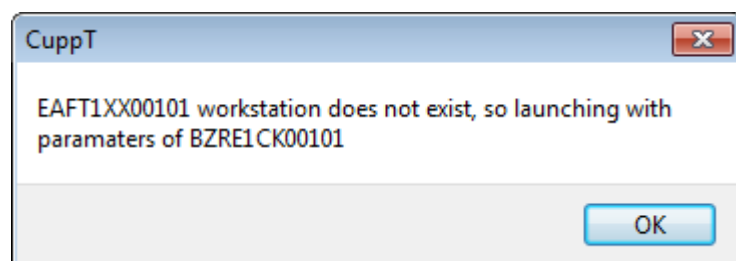 CuppT
EAFT1XX00101 workstation does not exist, so launching with
paramaters of BZRE1CK00101
OK